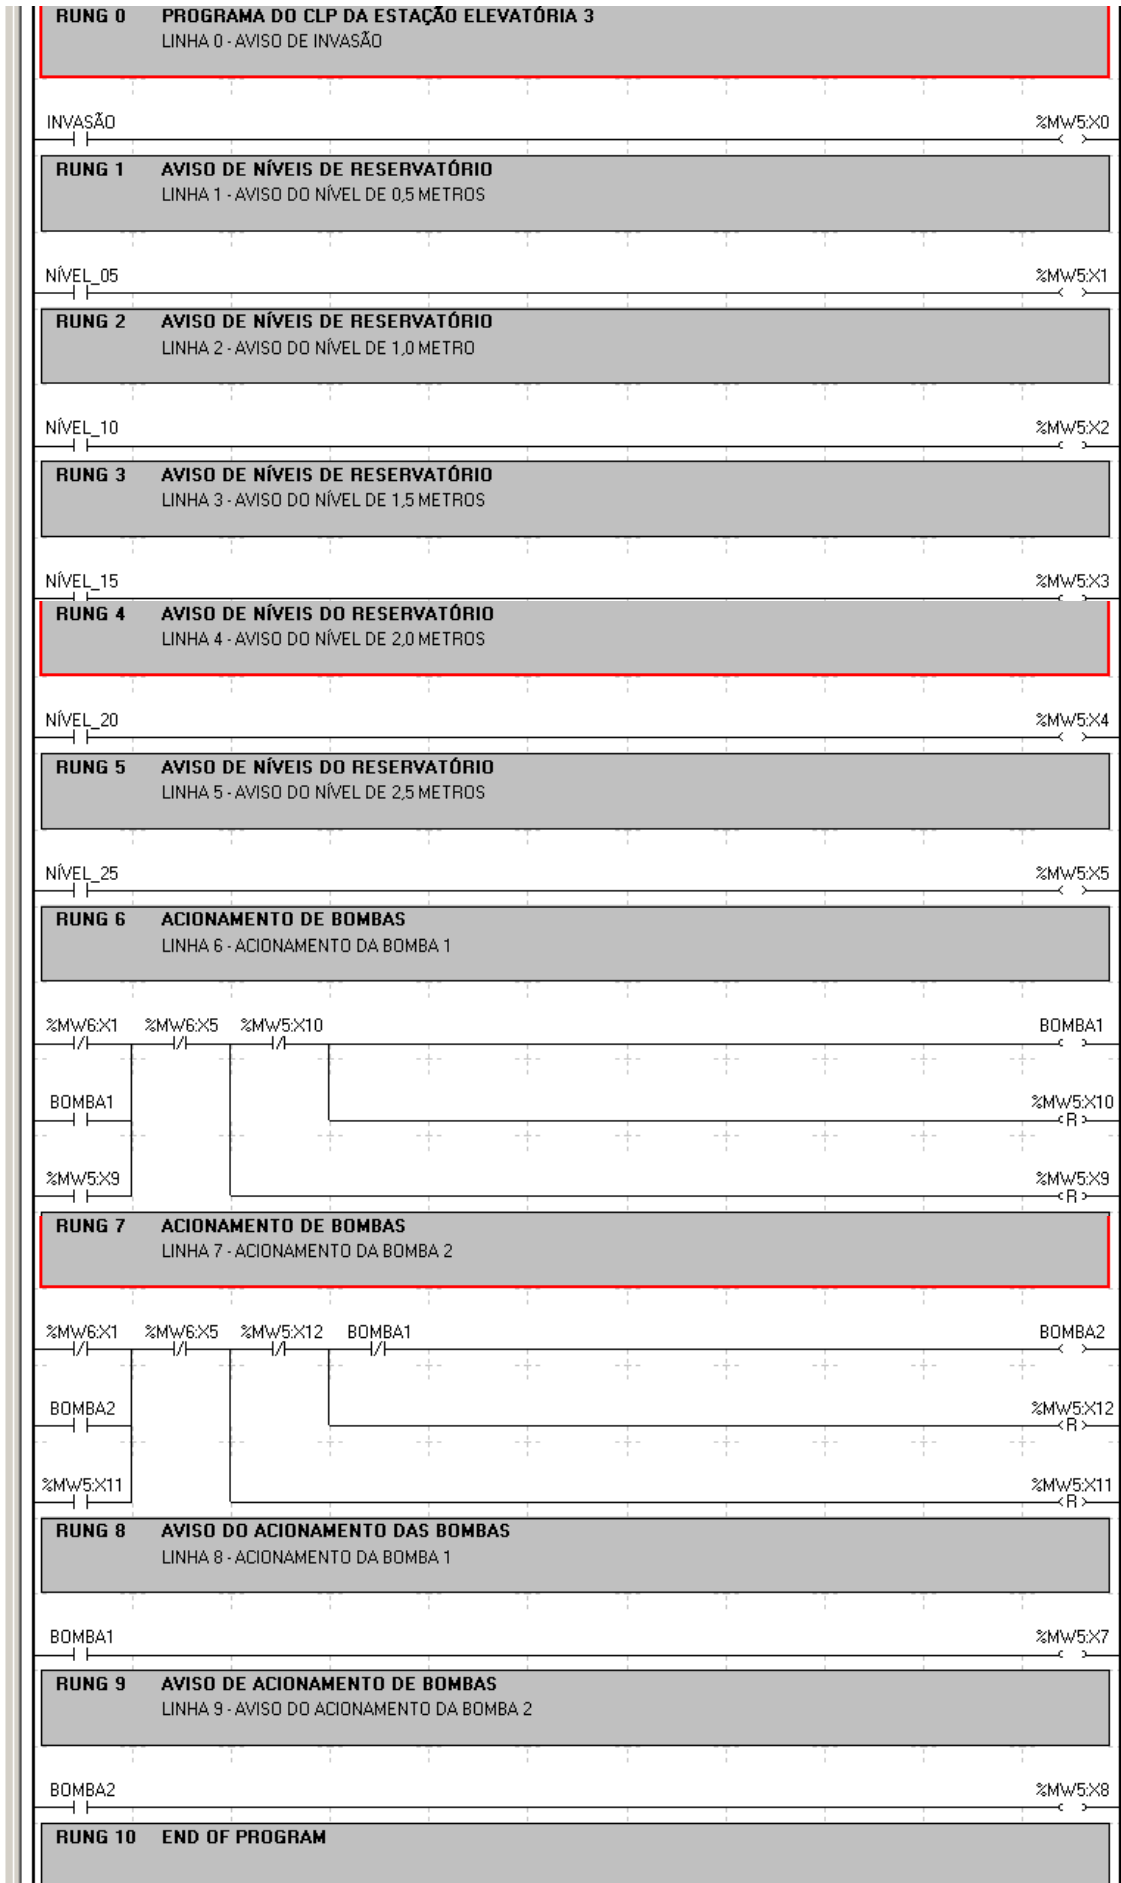 RUNG 0 PROGRAMA DO CLP DA ESTAÇÃO ELEVATÓRIA 3
LINHA 0 - AVISO DE INVASÃO
INVASÃO %MW5:X0
RUNG 1 AVISO DE NÍVEIS DE RESERVATÓRIO
LINHA 1 - AVISO DO NÍVEL DE 0,5 METROS
NÍVEL_05 %MW5:X1
RUNG 2 AVISO DE NÍVEIS DE RESERVATÓRIO
LINHA 2 - AVISO DO NÍVEL DE 1,0 METRO
NÍVEL_10 %MW5:X2
RUNG 3 AVISO DE NÍVEIS DE RESERVATÓRIO
LINHA 3 - AVISO DO NÍVEL DE 1,5 METROS
NÍVEL_15 %MW5:X3
RUNG 4 AVISO DE NÍVEIS DO RESERVATÓRIO
LINHA 4 - AVISO DO NÍVEL DE 2,0 METROS
NÍVEL_20 %MW5:X4
RUNG 5 AVISO DE NÍVEIS DO RESERVATÓRIO
LINHA 5 - AVISO DO NÍVEL DE 2,5 METROS
NÍVEL_25 %MW5:X5
RUNG 6 ACIONAMENTO DE BOMBAS
LINHA 6 - ACIONAMENTO DA BOMBA 1
%MW6:X1 %MW6:X5 %MW5:X10 BOMBA1
BOMBA1 %MW5:X10
R
%MW5:X9 %MW5:X9
R
RUNG 7 ACIONAMENTO DE BOMBAS
LINHA 7 - ACIONAMENTO DA BOMBA 2
%MW6:X1 %MW6:X5 %MW5:X12 BOMBA1 BOMBA2
BOMBA2 %MW5:X12
R
%MW5:X11 %MW5:X11
R
RUNG 8 AVISO DO ACIONAMENTO DAS BOMBAS
LINHA 8 - ACIONAMENTO DA BOMBA 1
BOMBA1 %MW5:X7
RUNG 9 AVISO DE ACIONAMENTO DE BOMBAS
LINHA 9 - AVISO DO ACIONAMENTO DA BOMBA 2
BOMBA2 %MW5:X8
RUNG 10 END OF PROGRAM